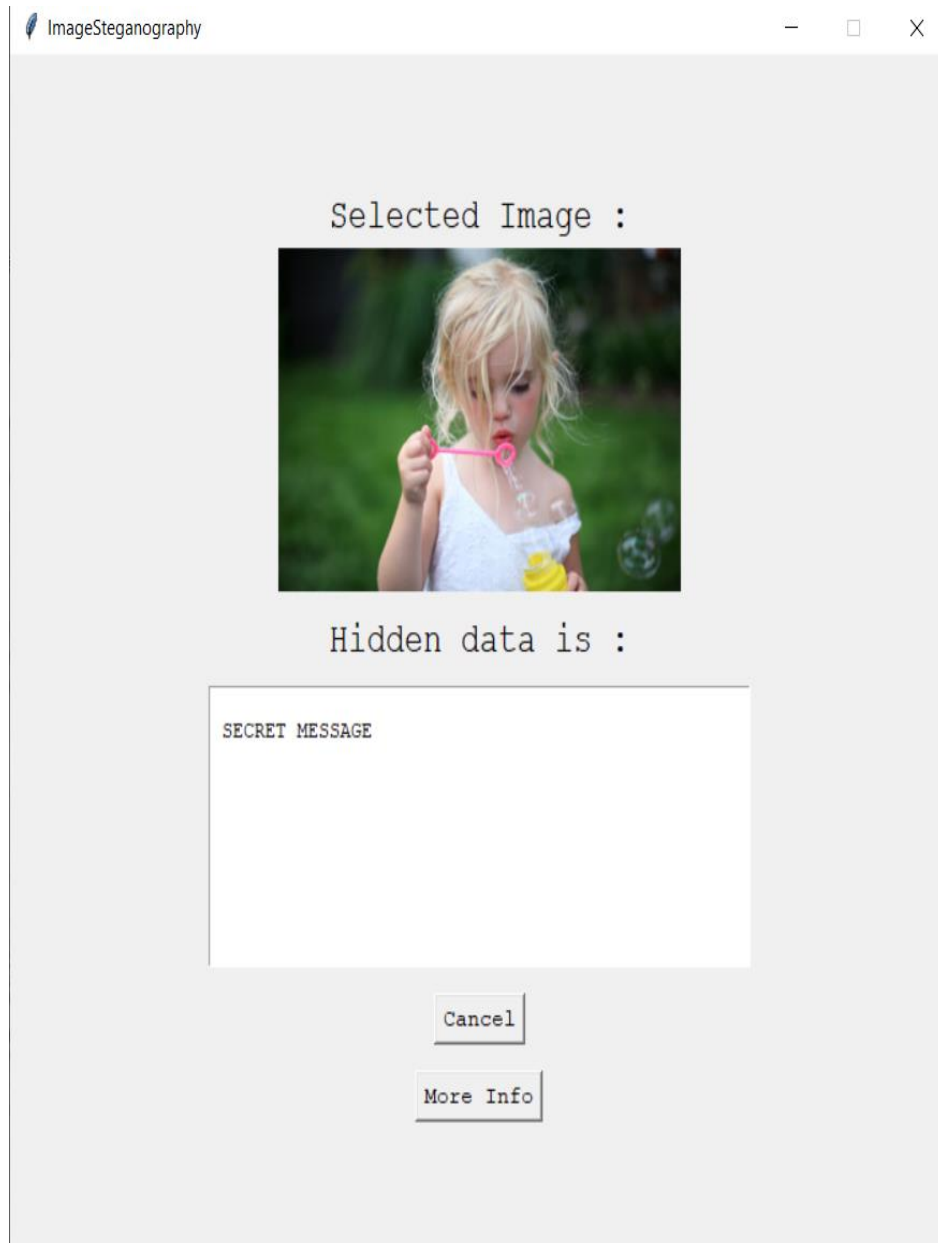 ImageSteganography
Selected Image :
Hidden data is :
SECRET MESSAGE
Cancel
More Info